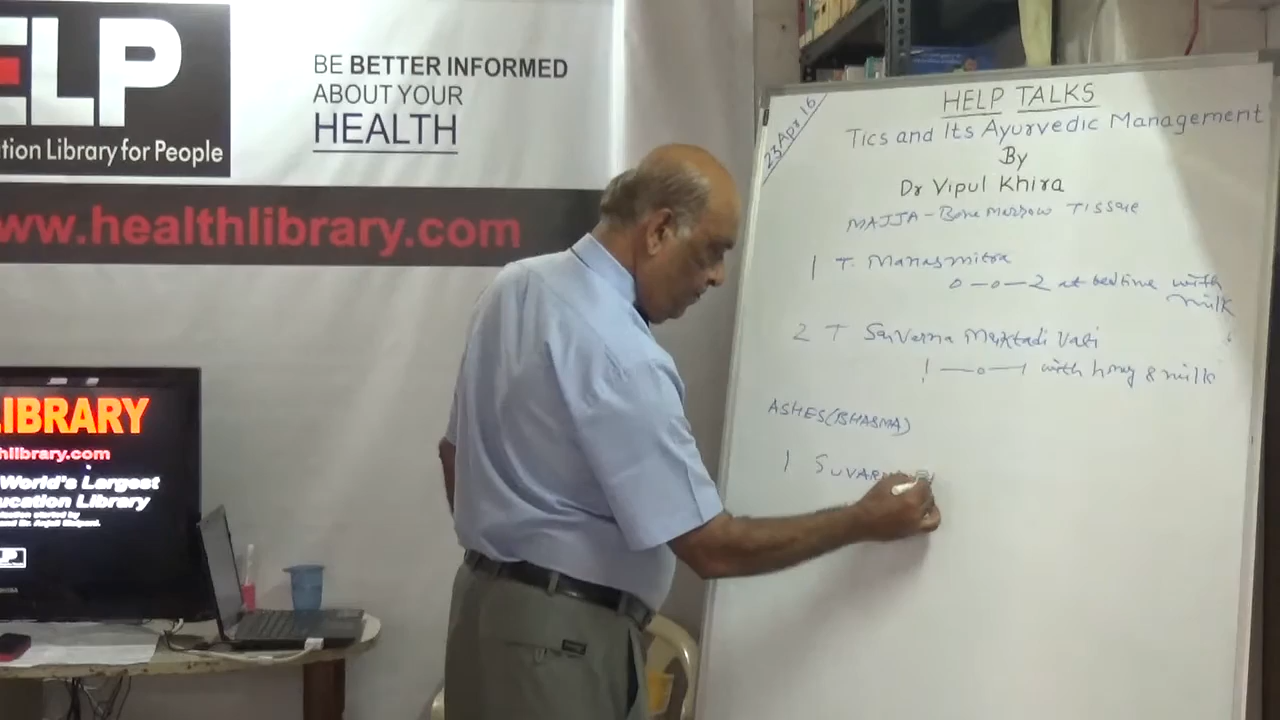 ELP
ation Library for People
BE BETTER INFORMED
ABOUT YOUR
HEALTH
www.healthlibrary.com
LIBRARY
hlibrary.com
World's Largest
ucation Library
LP
23 Apr 16
HELP TALKS
Tics and Its Ayurvedic Management
By
Dr Vipul Khira
MAJJA - Bone Marrow Tissue
1 T. Manasmitra
0-0-2 at bedtime with
milk
2 T Suvarna Muktadi Vati
1-0-1 with honey & milk
ASHES (BHASMA)
1 SUVARNA